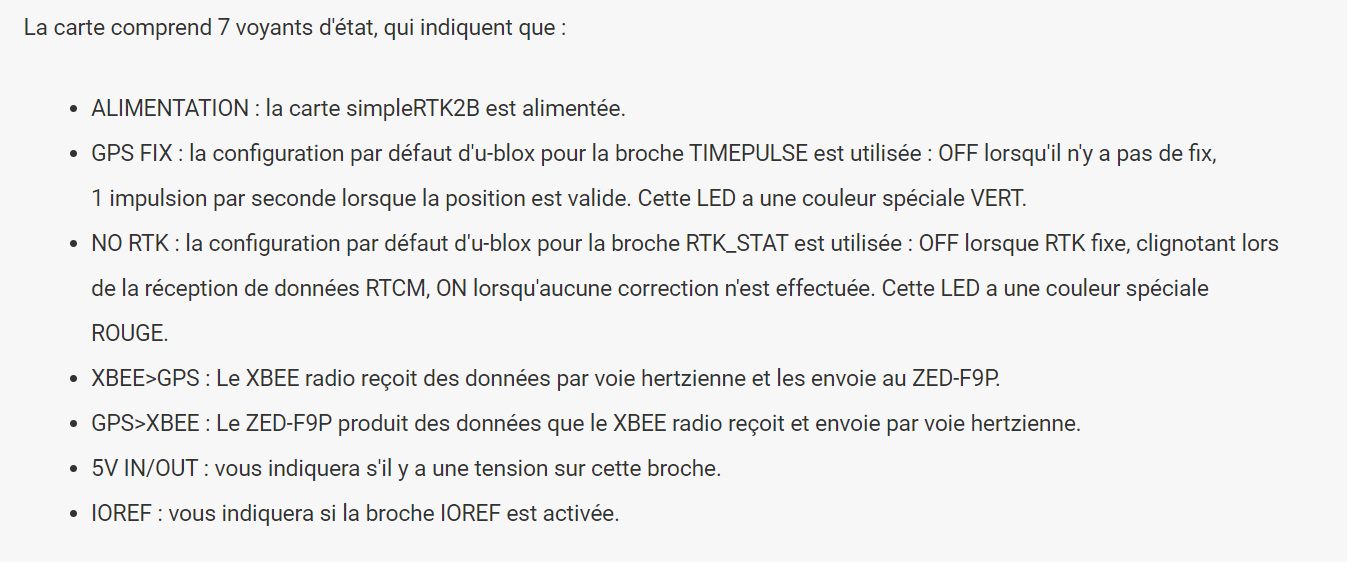 La carte comprend 7 voyants d'état, qui indiquent que :
• ALIMENTATION : la carte simpleRTK2B est alimentée.
• GPS FIX : la configuration par défaut d'u-blox pour la broche TIMEPULSE est utilisée : OFF lorsqu'il n'y a pas de fix,
1 impulsion par seconde lorsque la position est valide. Cette LED a une couleur spéciale VERT.
• NO RTK : la configuration par défaut d'u-blox pour la broche RTK_STAT est utilisée : OFF lorsque RTK fixe, clignotant lors
de la réception de données RTCM, ON lorsqu'aucune correction n'est effectuée. Cette LED a une couleur spéciale
ROUGE.
• XBEE>GPS : Le XBEE radio reçoit des données par voie hertzienne et les envoie au ZED-F9P.
• GPS>XBEE : Le ZED-F9P produit des données que le XBEE radio reçoit et envoie par voie hertzienne.
• 5V IN/OUT : vous indiquera s'il y a une tension sur cette broche.
• IOREF : vous indiquera si la broche IOREF est activée.